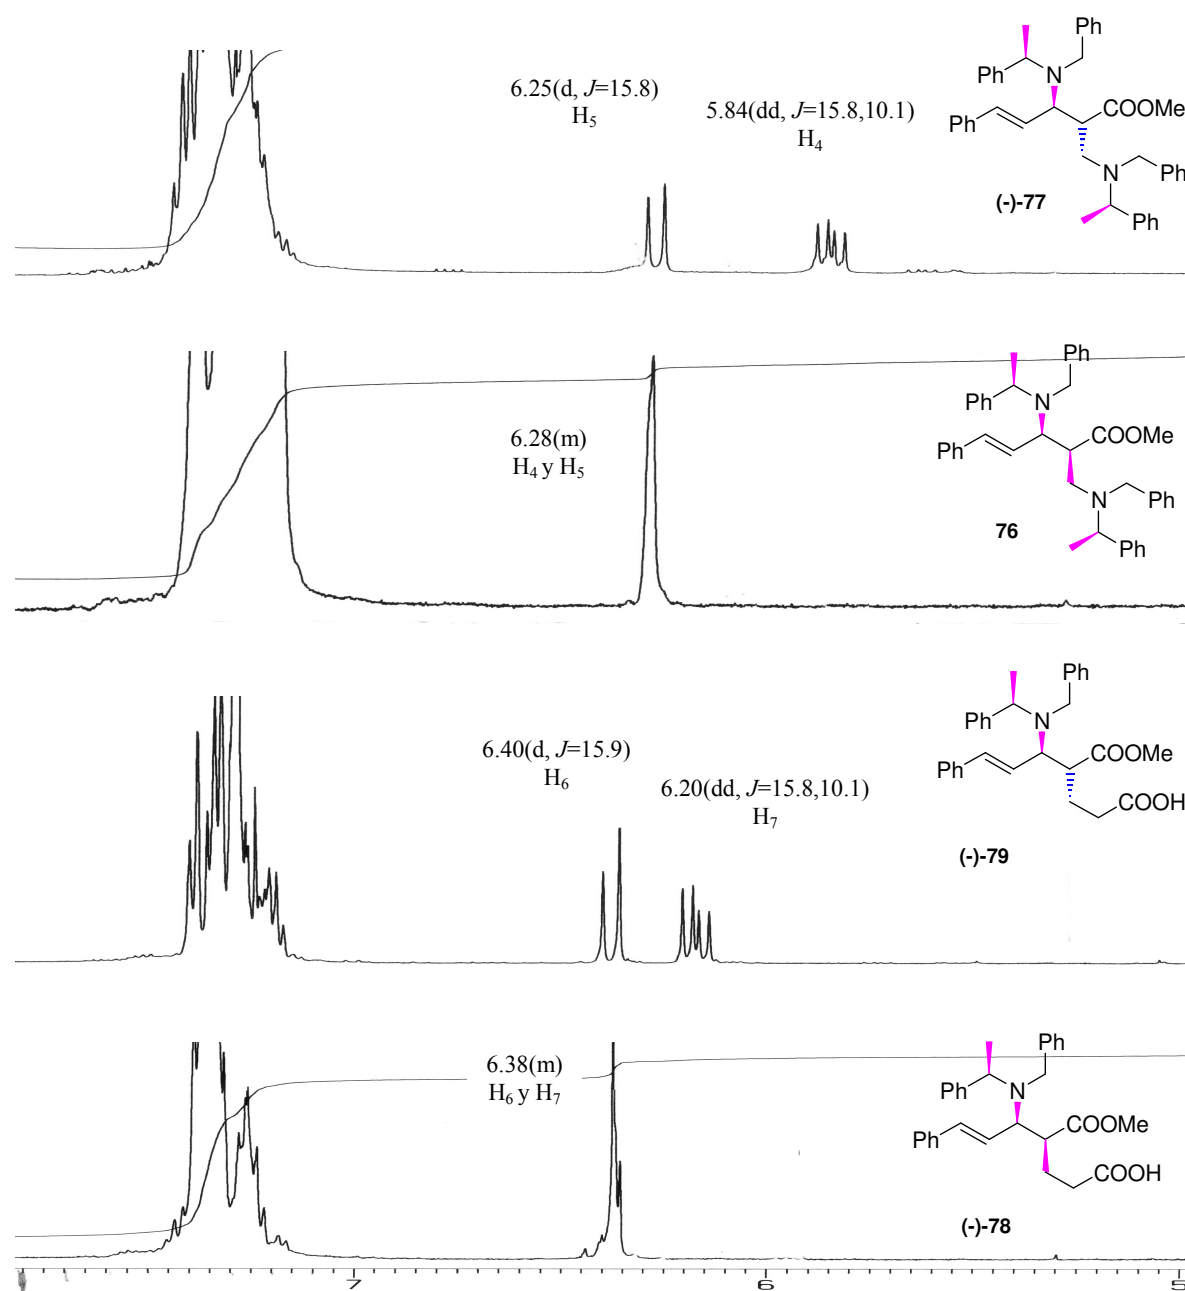 Ph
Ph
N
6.25(d, J=15.8)
H₅
5.84(dd, J=15.8,10.1)
H₄
COOMe
Ph
N
Ph
(-)-77
Ph
Ph
Ph
N
6.28(m)
H₄ y H₅
COOMe
Ph
N
Ph
76
Ph
Ph
Ph
N
6.40(d, J=15.9)
H₆
6.20(dd, J=15.8,10.1)
H₇
COOMe
Ph
COOH
(-)-79
Ph
6.38(m)
H₆ y H₇
Ph
N
COOMe
Ph
COOH
(-)-78
7 6 5